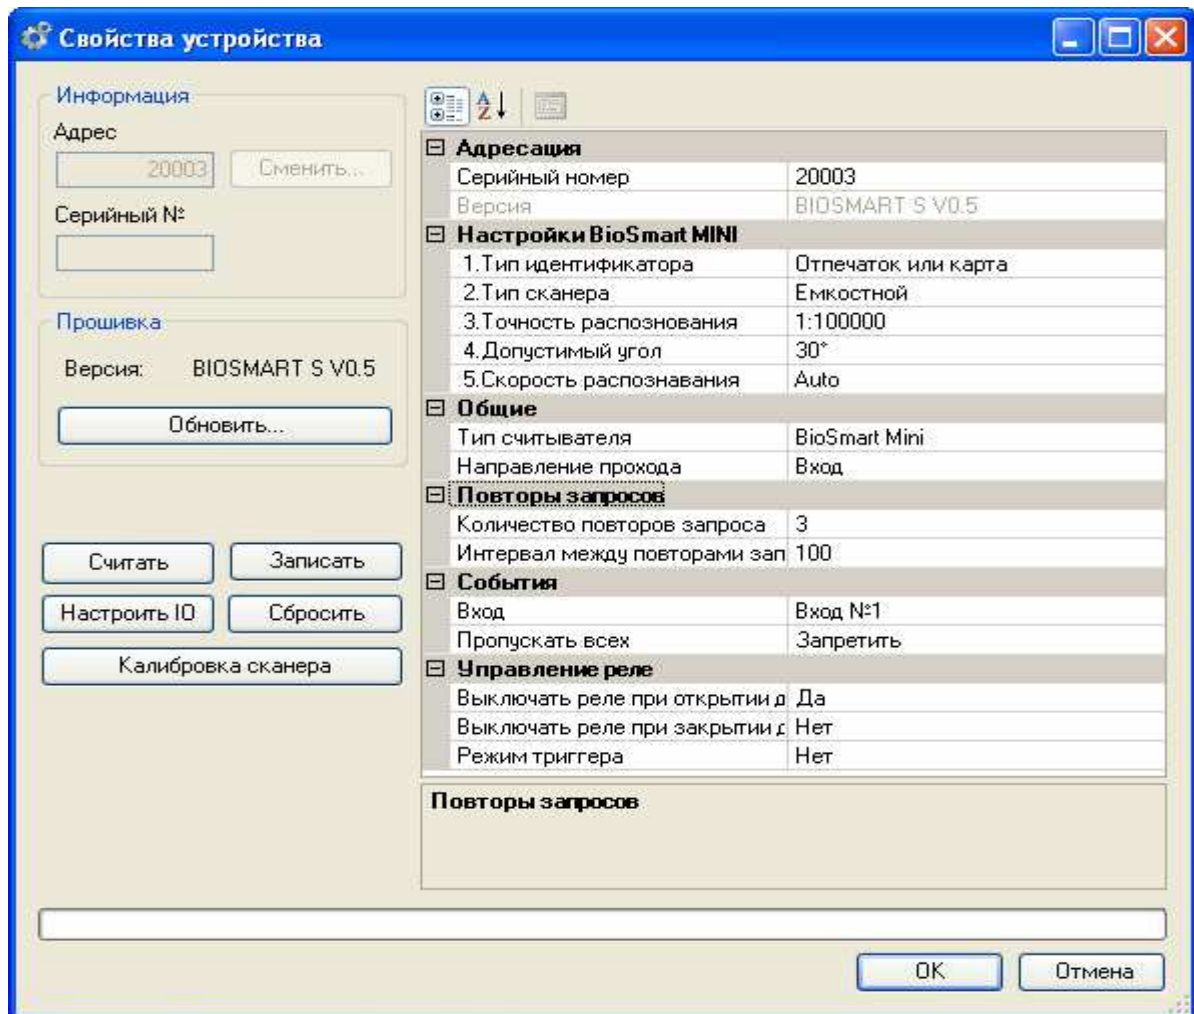 Свойства устройства
Информация
Адрес
20003 Сменить...
Серийный №
Прошивка
Версия: BIOSMART S V0.5
Обновить...
Считать Записать
Настроить IO Сбросить
Калибровка сканера
Адресация
Серийный номер 20003
Версия BIOSMART S V0.5
Настройки BioSmart MINI
1.Тип идентификатора Отпечаток или карта
2.Тип сканера Емкостной
3.Точность распознования 1:100000
4.Допустимый угол 30°
5.Скорость распознавания Auto
Общие
Тип считывателя BioSmart Mini
Направление прохода Вход
Повторы запросов
Количество повторов запроса 3
Интервал между повторами зап 100
События
Вход Вход №1
Пропускать всех Запретить
Управление реле
Выключать реле при открытии д Да
Выключать реле при закрытии д Нет
Режим триггера Нет
Повторы запросов
OK Отмена